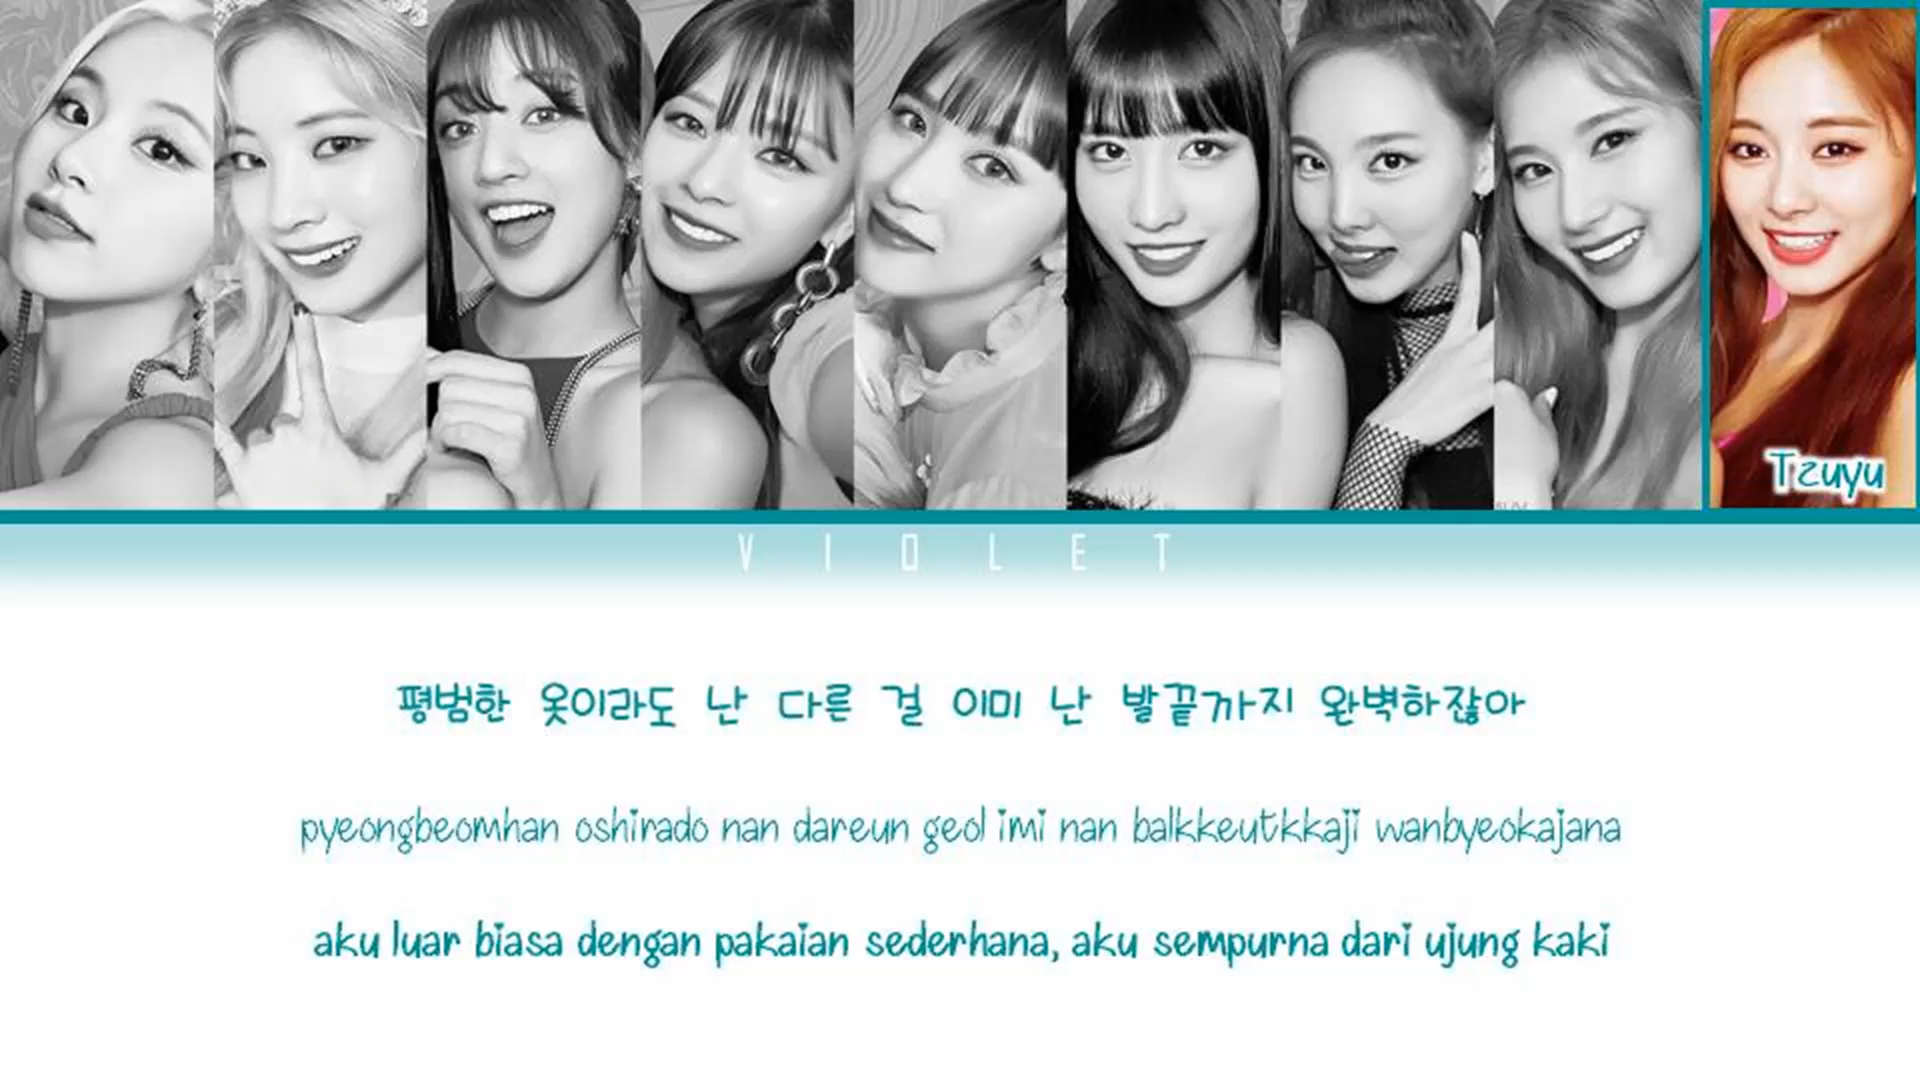 Tzuyu
VIOLET
평범한 옷이라도 난 다른 걸 이미 난 발끝까지 완벽하잖아
pyeongbeomhan oshirado nan dareun geol imi nan balkkeutkkaji wanbyeokajana
aku luar biasa dengan pakaian sederhana, aku sempurna dari ujung kaki